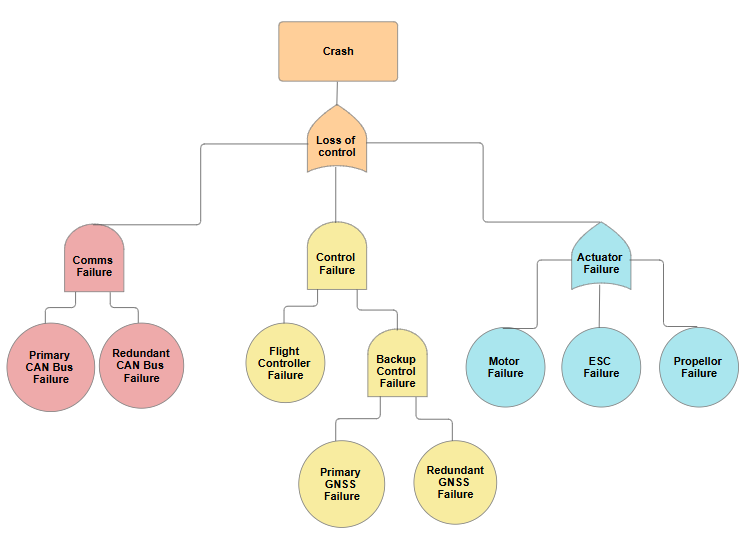 Crash
Loss of
control
Comms
Failure
Control
Failure
Actuator
Failure
Primary
CAN Bus
Failure
Redundant
CAN Bus
Failure
Flight
Controller
Failure
Backup
Control
Failure
Motor
Failure
ESC
Failure
Propellor
Failure
Primary
GNSS
Failure
Redundant
GNSS
Failure